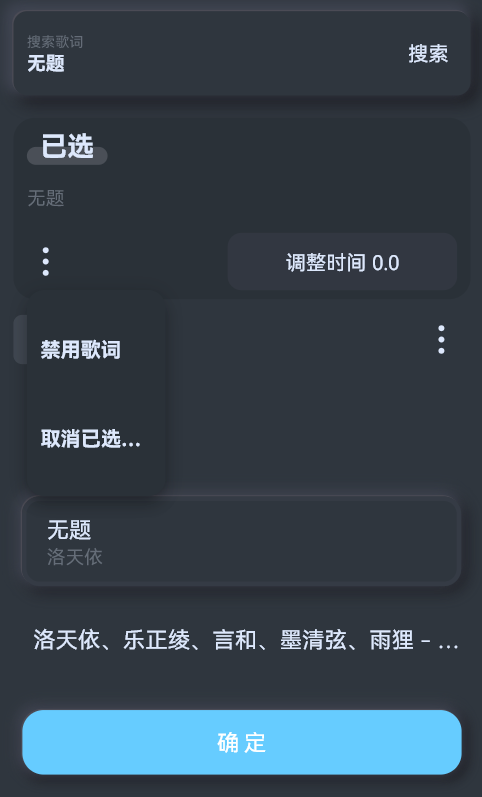 搜索歌词
无题
搜索
已选
无题
调整时间 0.0
禁用歌词
取消已选...
无题
洛天依
洛天依、乐正绫、言和、墨清弦、雨狸 - ...
确定